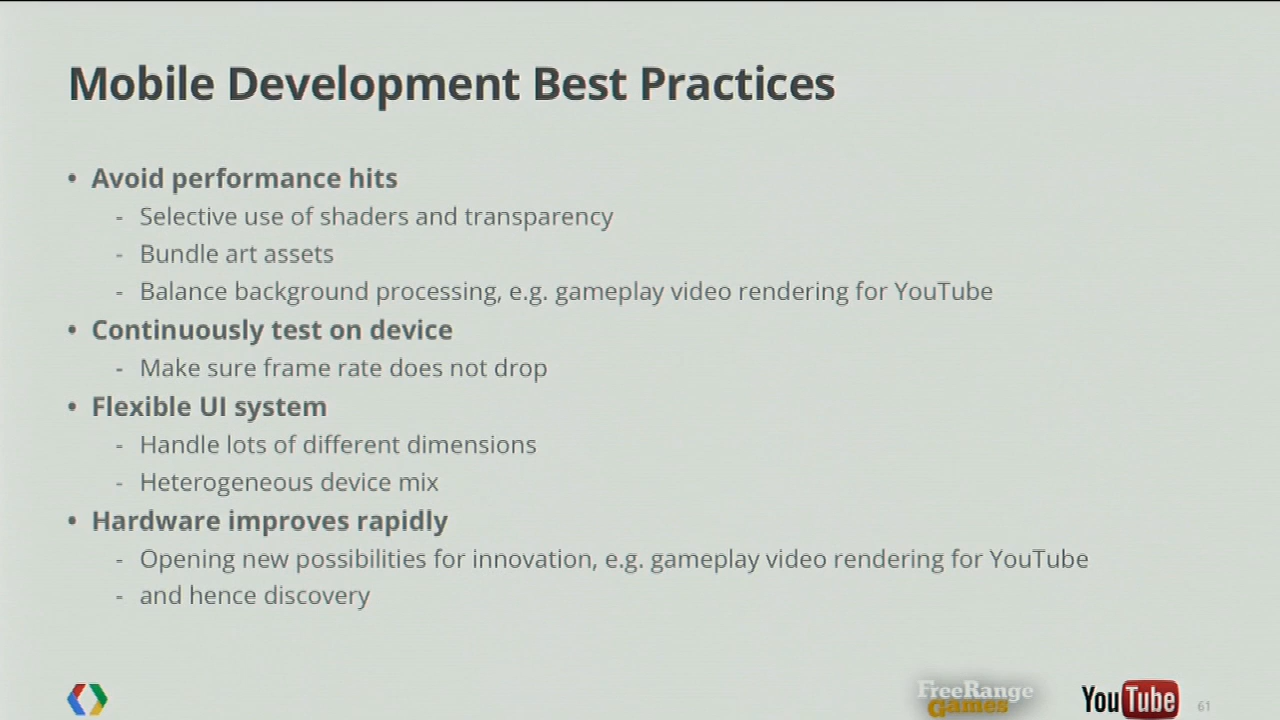 Mobile Development Best Practices
• Avoid performance hits
- Selective use of shaders and transparency
- Bundle art assets
- Balance background processing, e.g. gameplay video rendering for YouTube
• Continuously test on device
- Make sure frame rate does not drop
• Flexible UI system
- Handle lots of different dimensions
- Heterogeneous device mix
• Hardware improves rapidly
- Opening new possibilities for innovation, e.g. gameplay video rendering for YouTube
- and hence discovery
FreeRange
Games
YouTube
61